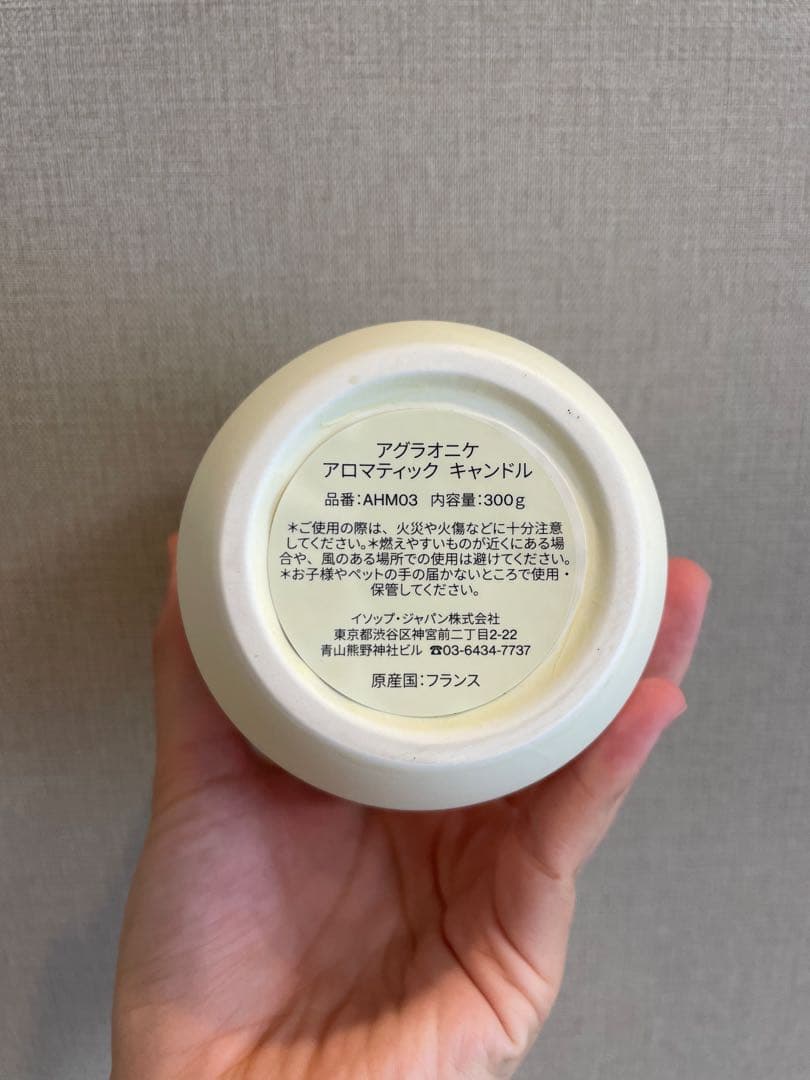 アグラオニケ
アロマティック キャンドル
品番：AHM03 内容量：300g
＊ご使用の際は、火災や火傷などに十分注意
してください。＊燃えやすいものが近くにある場
合や、風のある場所での使用は避けてください。
＊お子様やペットの手の届かないところで使用・
保管してください。
イソップ・ジャパン株式会社
東京都渋谷区神宮前二丁目2-22
青山熊野神社ビル ☎03-6434-7737
原産国：フランス